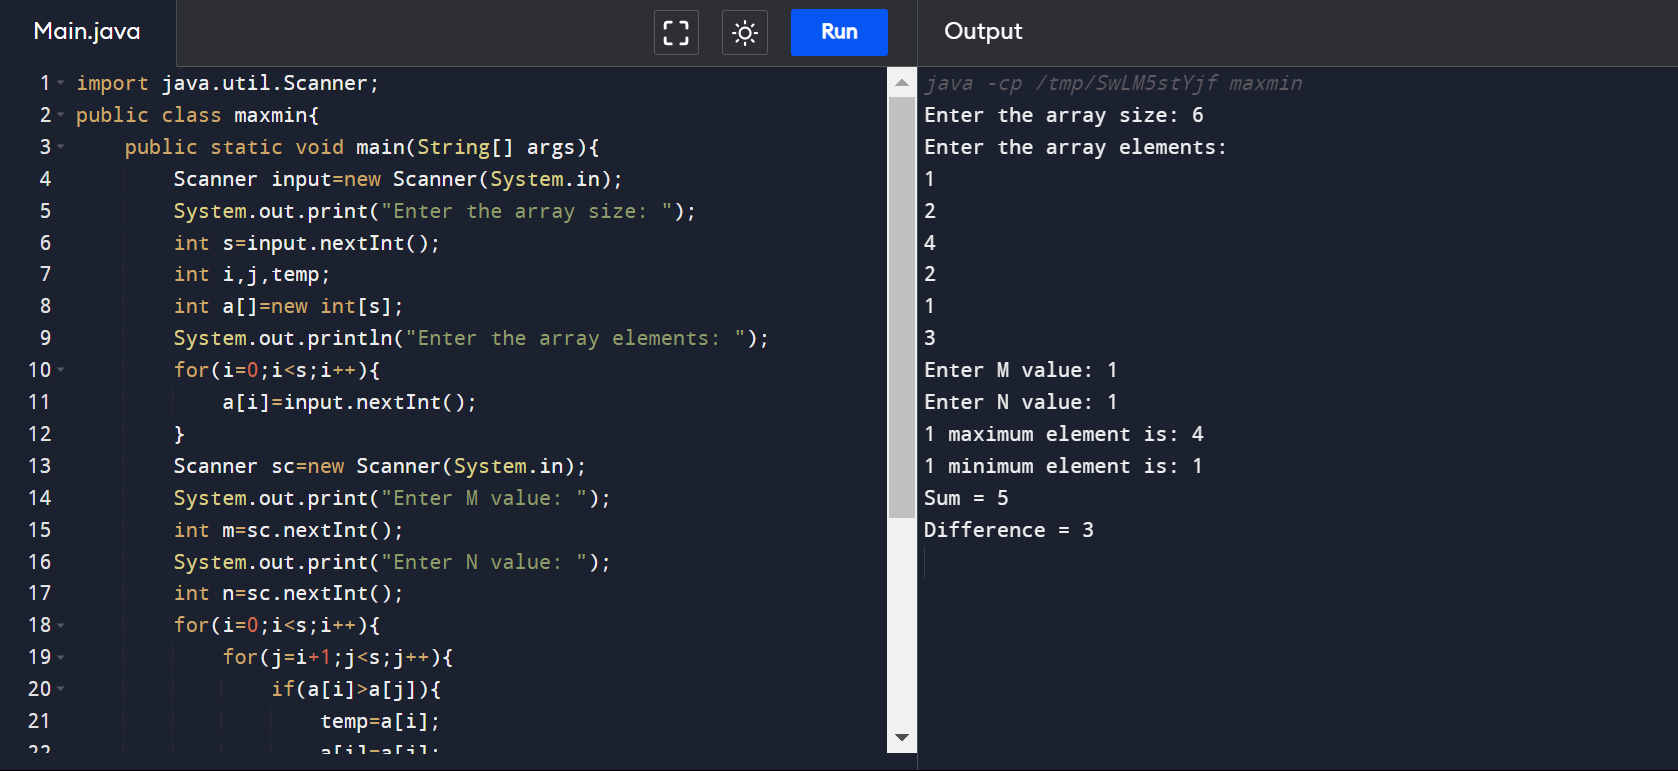 Main.java
Run
Output
1 import java.util.Scanner;
2 public class maxmin{
3 public static void main(String[] args){
4 Scanner input=new Scanner(System.in);
5 System.out.print("Enter the array size: ");
6 int s=input.nextInt();
7 int i,j,temp;
8 int a[]=new int[s];
9 System.out.println("Enter the array elements: ");
10 for(i=0;i<s;i++){
11 a[i]=input.nextInt();
12 }
13 Scanner sc=new Scanner(System.in);
14 System.out.print("Enter M value: ");
15 int m=sc.nextInt();
16 System.out.print("Enter N value: ");
17 int n=sc.nextInt();
18 for(i=0;i<s;i++){
19 for(j=i+1;j<s;j++){
20 if(a[i]>a[j]){
21 temp=a[i];
22 a[i]=a[j];
java -cp /tmp/SwLM5stYjf maxmin
Enter the array size: 6
Enter the array elements:
1
2
4
2
1
3
Enter M value: 1
Enter N value: 1
1 maximum element is: 4
1 minimum element is: 1
Sum = 5
Difference = 3